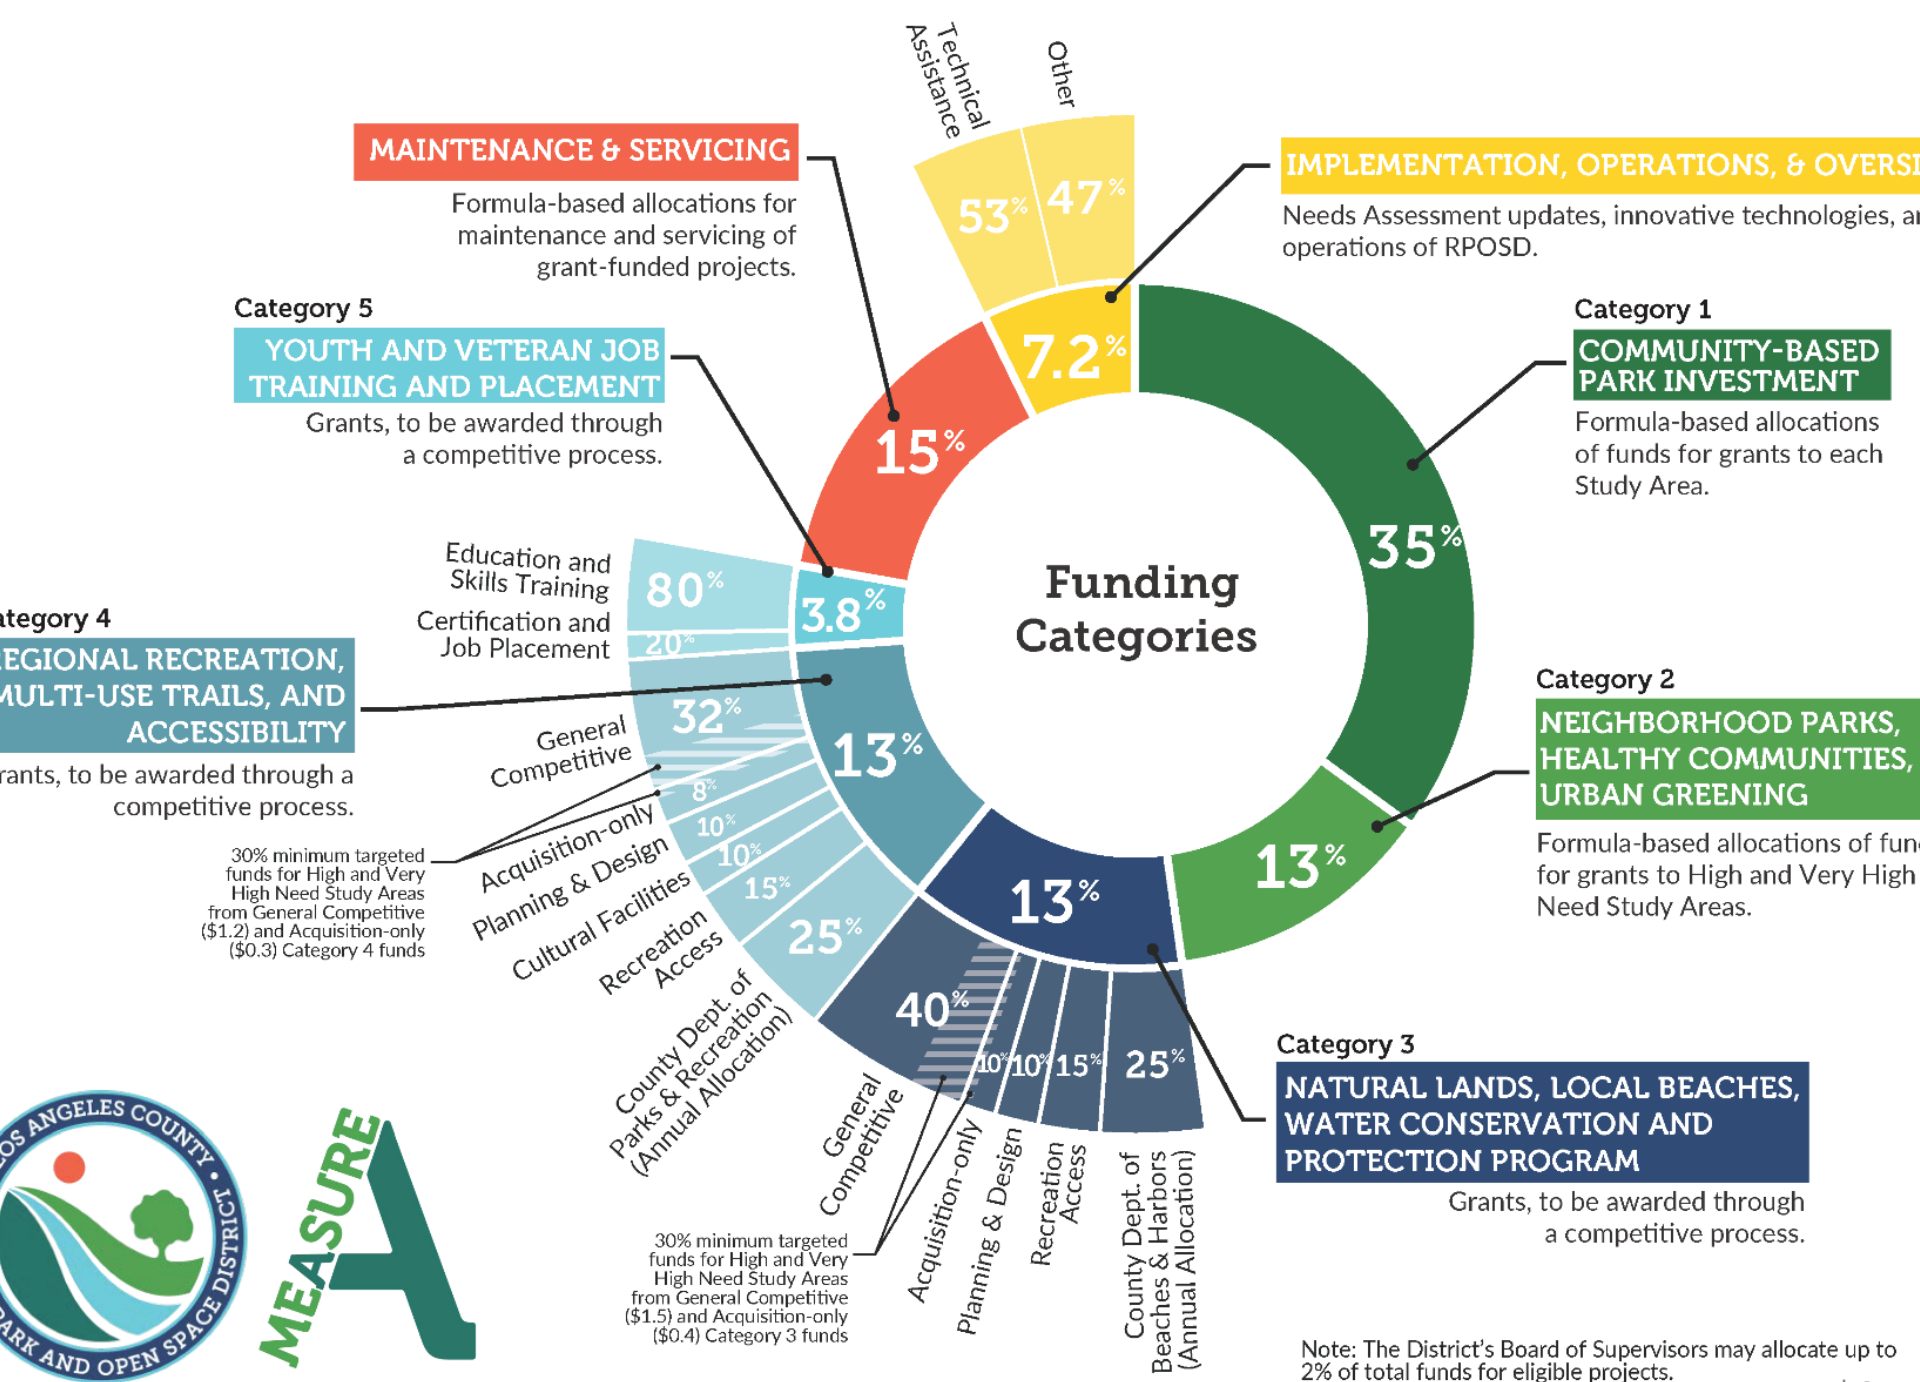 Technical
Assistance
Other
53%
47%
MAINTENANCE & SERVICING
Formula-based allocations for
maintenance and servicing of
grant-funded projects.
IMPLEMENTATION, OPERATIONS, &
Needs Assessment updates, innovative technologies,
operations of RPOSD.
7.2%
Category 5
YOUTH AND VETERAN JOB
TRAINING AND PLACEMENT
Grants, to be awarded through
a competitive process.
15%
Category 1
COMMUNITY-BASED
PARK INVESTMENT
Formula-based allocations
of funds for grants to each
Study Area.
35%
Funding
Categories
Education and
Skills Training
80%
3.8%
Certification and
Job Placement
20%
4
RECREATION,
MULTI-USE TRAILS, AND
ACCESSIBILITY
to be awarded through a
competitive process.
13%
General
Competitive
32%
Acquisition-only
8%
Planning & Design
10%
Cultural Facilities
10%
Recreation
Access
15%
County Dept. of
Parks & Recreation
(Annual Allocation)
25%
30% minimum targeted
funds for High and Very
High Need Study Areas
from General Competitive
($1.2) and Acquisition-only
($0.3) Category 4 funds
Category 2
NEIGHBORHOOD PARKS,
HEALTHY COMMUNITIES,
URBAN GREENING
Formula-based allocations of
for grants to High and Very High
Need Study Areas.
13%
13%
40%
10%
10%
15%
25%
General
Competitive
Acquisition-only
Planning & Design
Recreation
Access
County Dept. of
Beaches & Harbors
(Annual Allocation)
30% minimum targeted
funds for High and Very
High Need Study Areas
from General Competitive
($1.5) and Acquisition-only
($0.4) Category 3 funds
Category 3
NATURAL LANDS, LOCAL BEACHES,
WATER CONSERVATION AND
PROTECTION PROGRAM
Grants, to be awarded through
a competitive process.
LOS ANGELES COUNTY • PARK AND OPEN SPACE DISTRICT
MEASURE
A
Note: The District's Board of Supervisors may allocate up to
2% of total funds for eligible projects.